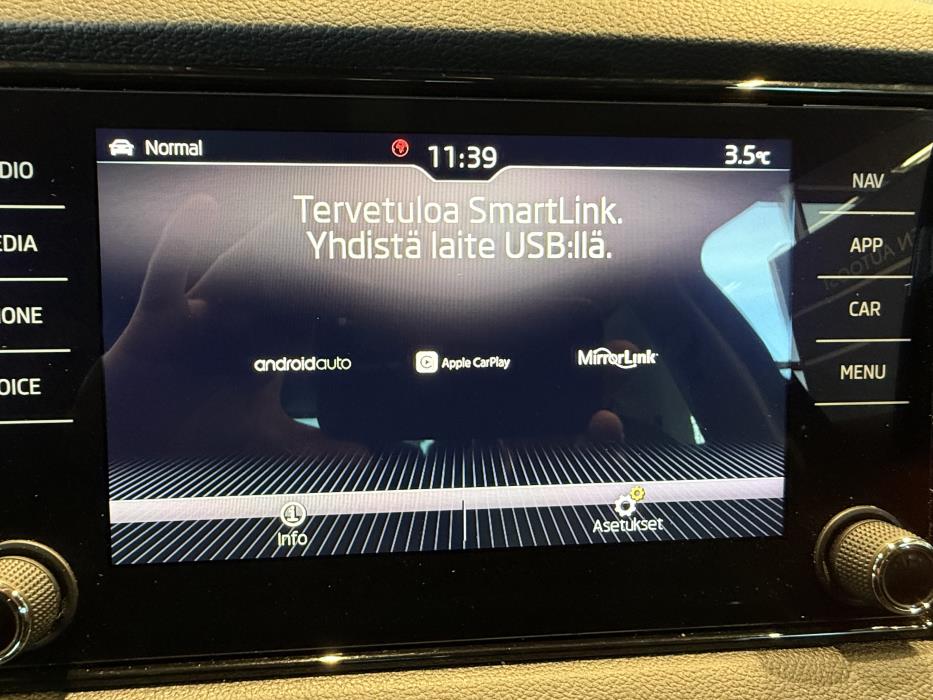 Normal
11:39
3.5°C
Tervetuloa SmartLink.
Yhdistä laite USB:llä.
androidauto
Apple CarPlay
MirrorLink
Info
Asetukset
DIO
EDIA
ONE
OICE
NAV
APP
CAR
MENU